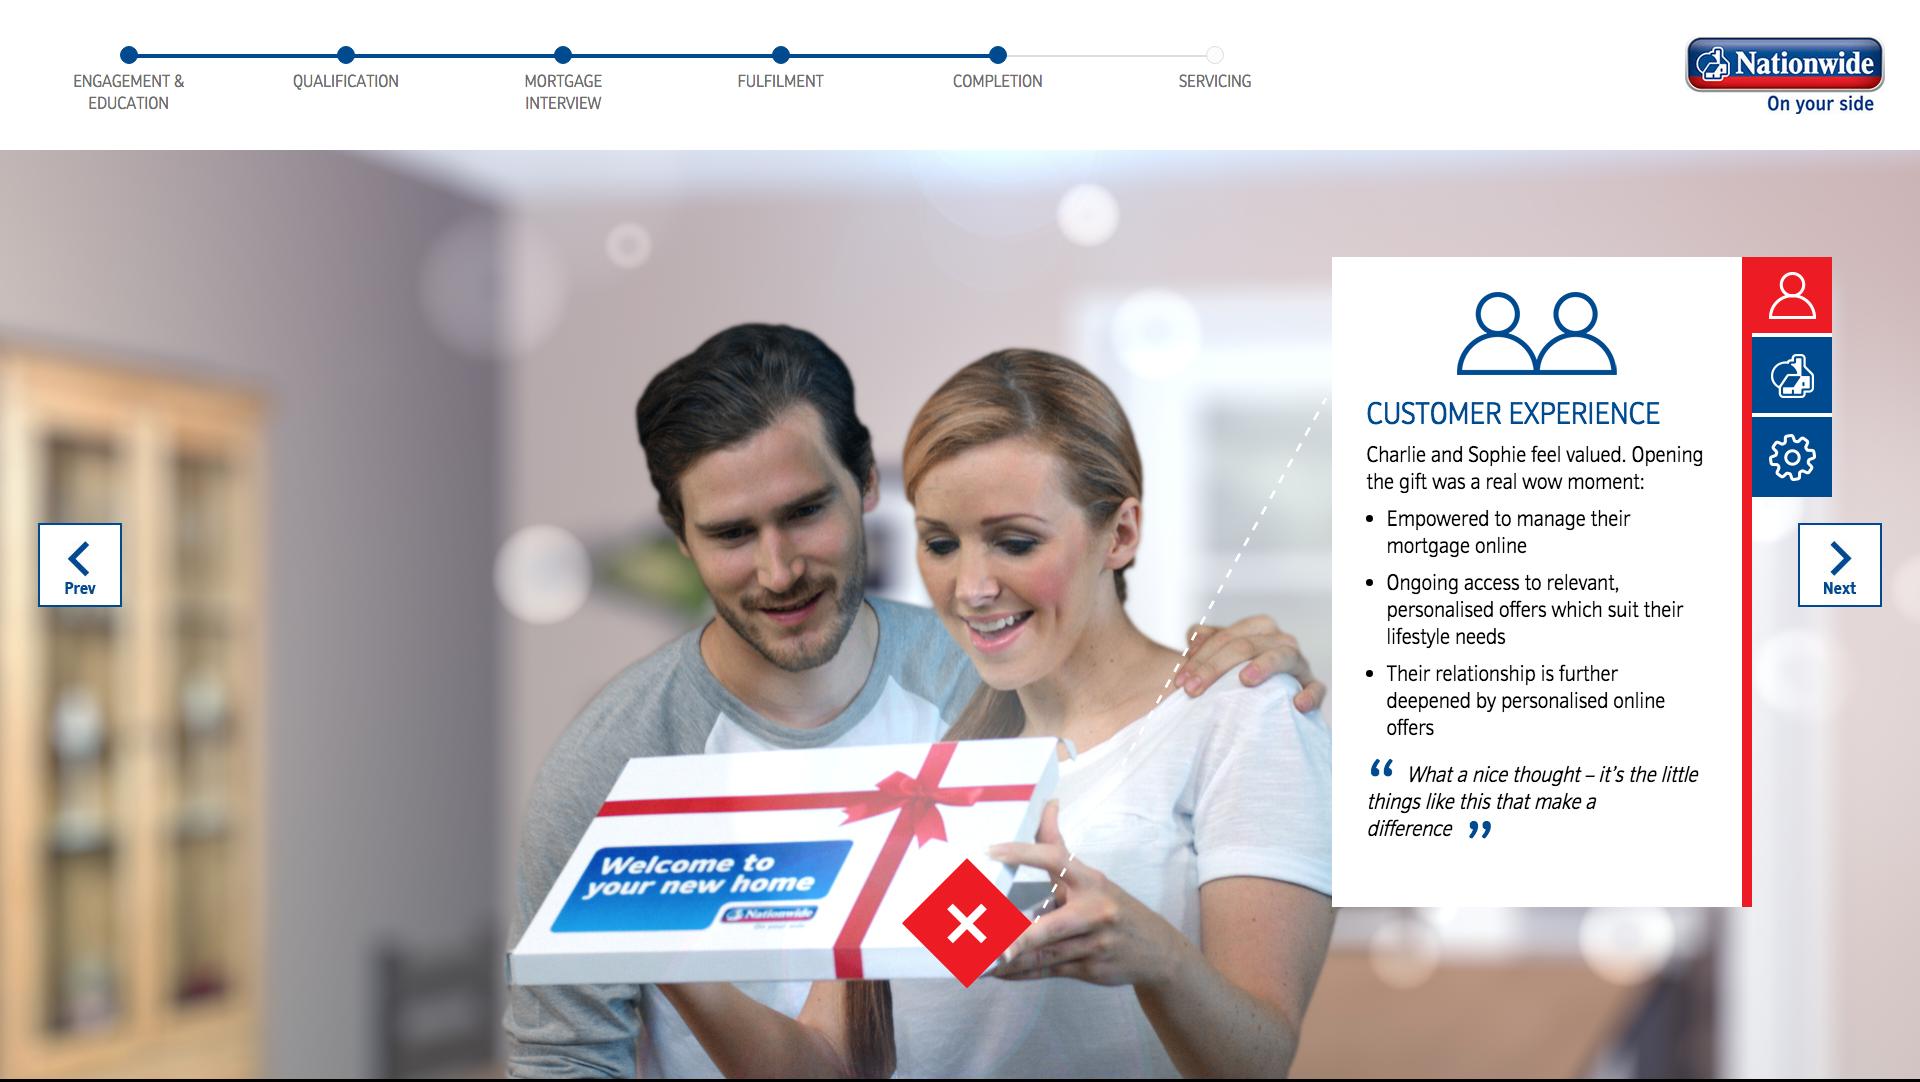 ENGAGEMENT &
EDUCATION
QUALIFICATION
MORTGAGE
INTERVIEW
FULFILMENT
COMPLETION
SERVICING
Nationwide
On your side
CUSTOMER EXPERIENCE
Charlie and Sophie feel valued. Opening
the gift was a real wow moment:
• Empowered to manage their
mortgage online
• Ongoing access to relevant,
personalised offers which suit their
lifestyle needs
• Their relationship is further
deepened by personalised online
offers
“ What a nice thought – it’s the little
things like this that make a
difference ”
Prev
Next
Welcome to
your new home
Nationwide
On your side